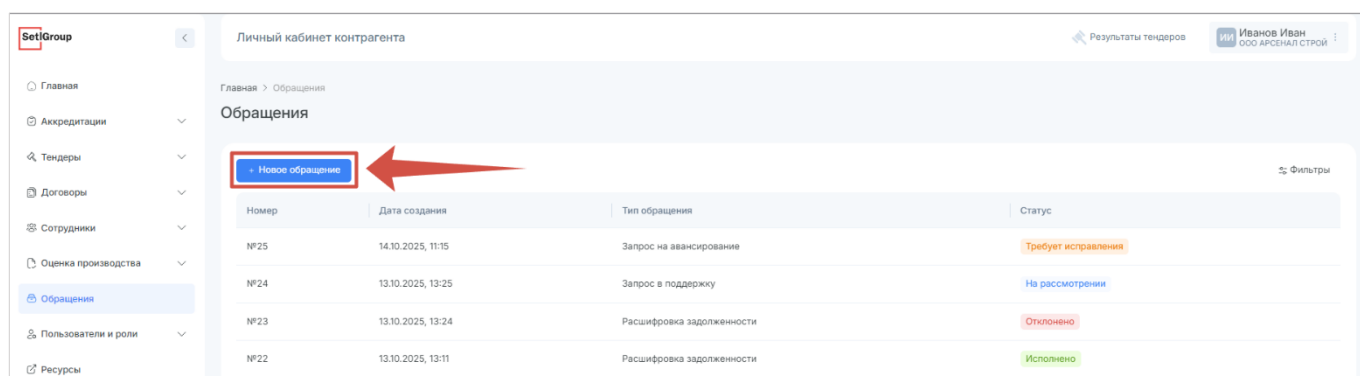 SetlGroup
Личный кабинет контрагента
Результаты тендеров
ИИ
Иванов Иван
ООО АРСЕНАЛ СТРОЙ
Главная
Аккредитации
Тендеры
Договоры
Сотрудники
Оценка производства
Обращения
Пользователи и роли
Ресурсы
Главная > Обращения
Обращения
+ Новое обращение
Фильтры
Номер Дата создания Тип обращения Статус
№25 14.10.2025, 11:15 Запрос на авансирование Требует исправления
№24 13.10.2025, 13:25 Запрос в поддержку На рассмотрении
№23 13.10.2025, 13:24 Расшифровка задолженности Отклонено
№22 13.10.2025, 13:11 Расшифровка задолженности Исполнено